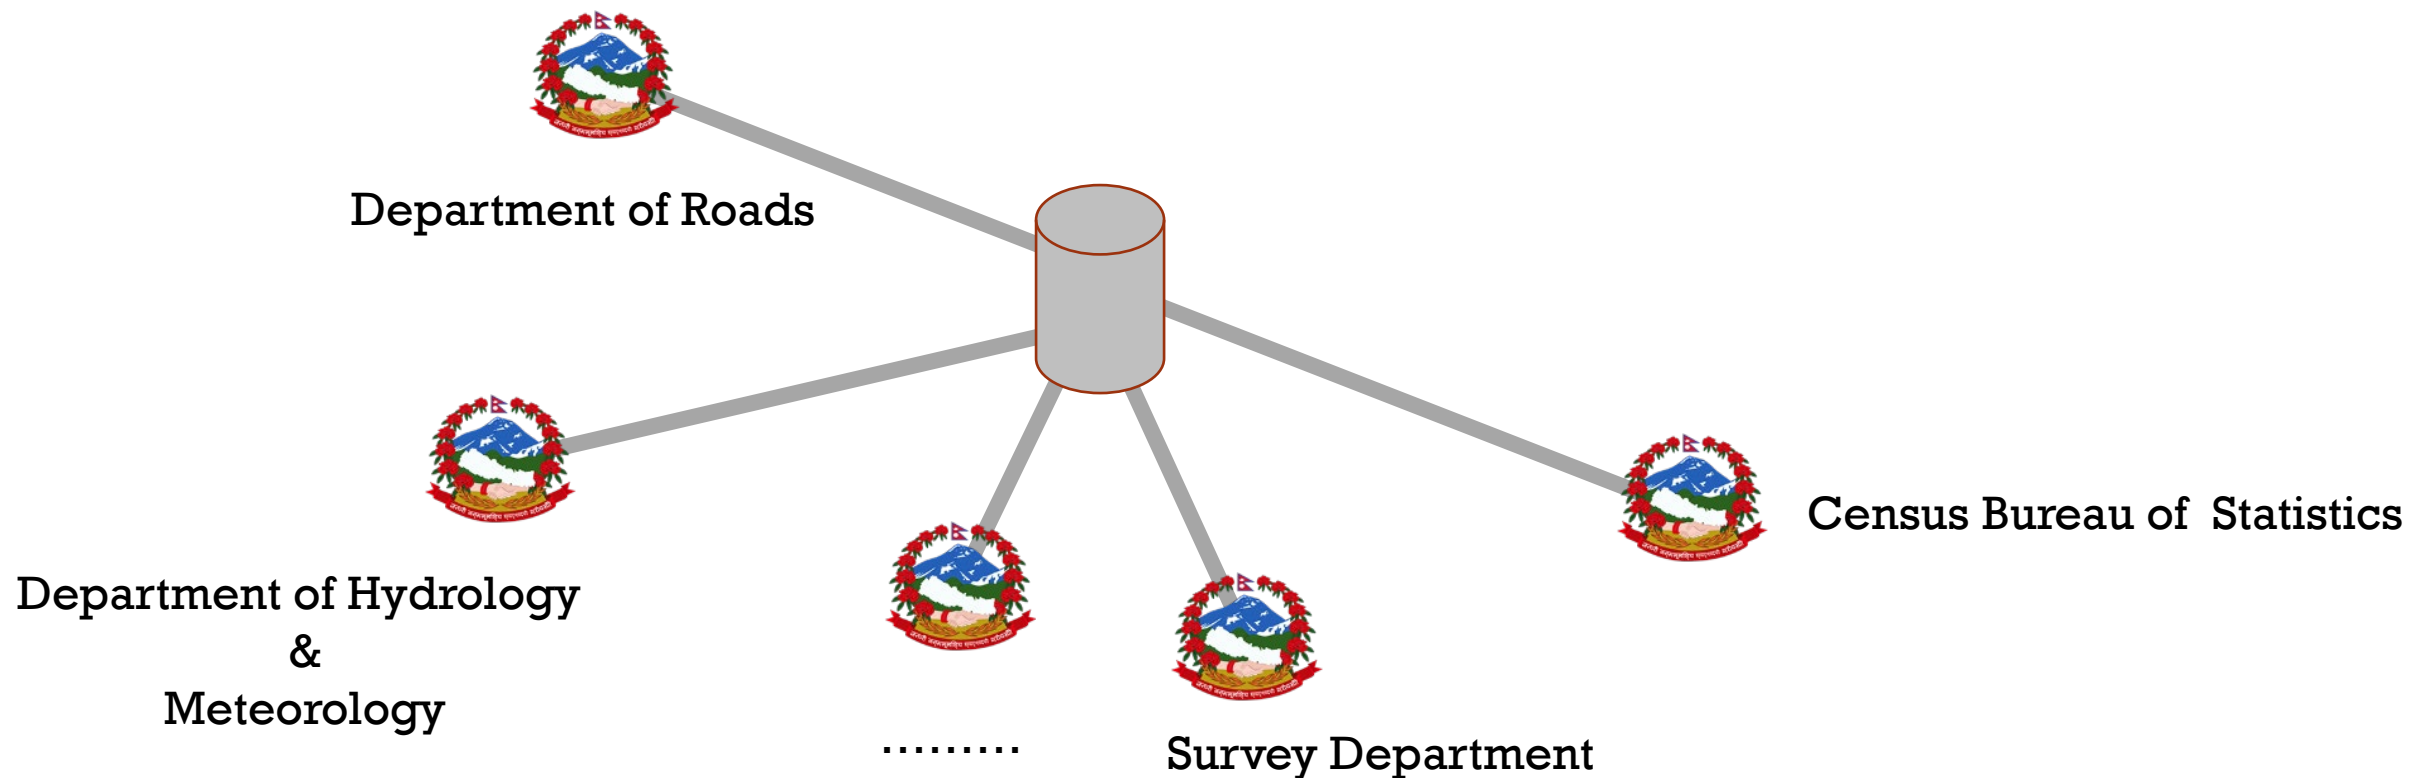 Department of Roads
Census Bureau of Statistics
Department of Hydrology
&
Meteorology
.........
Survey Department